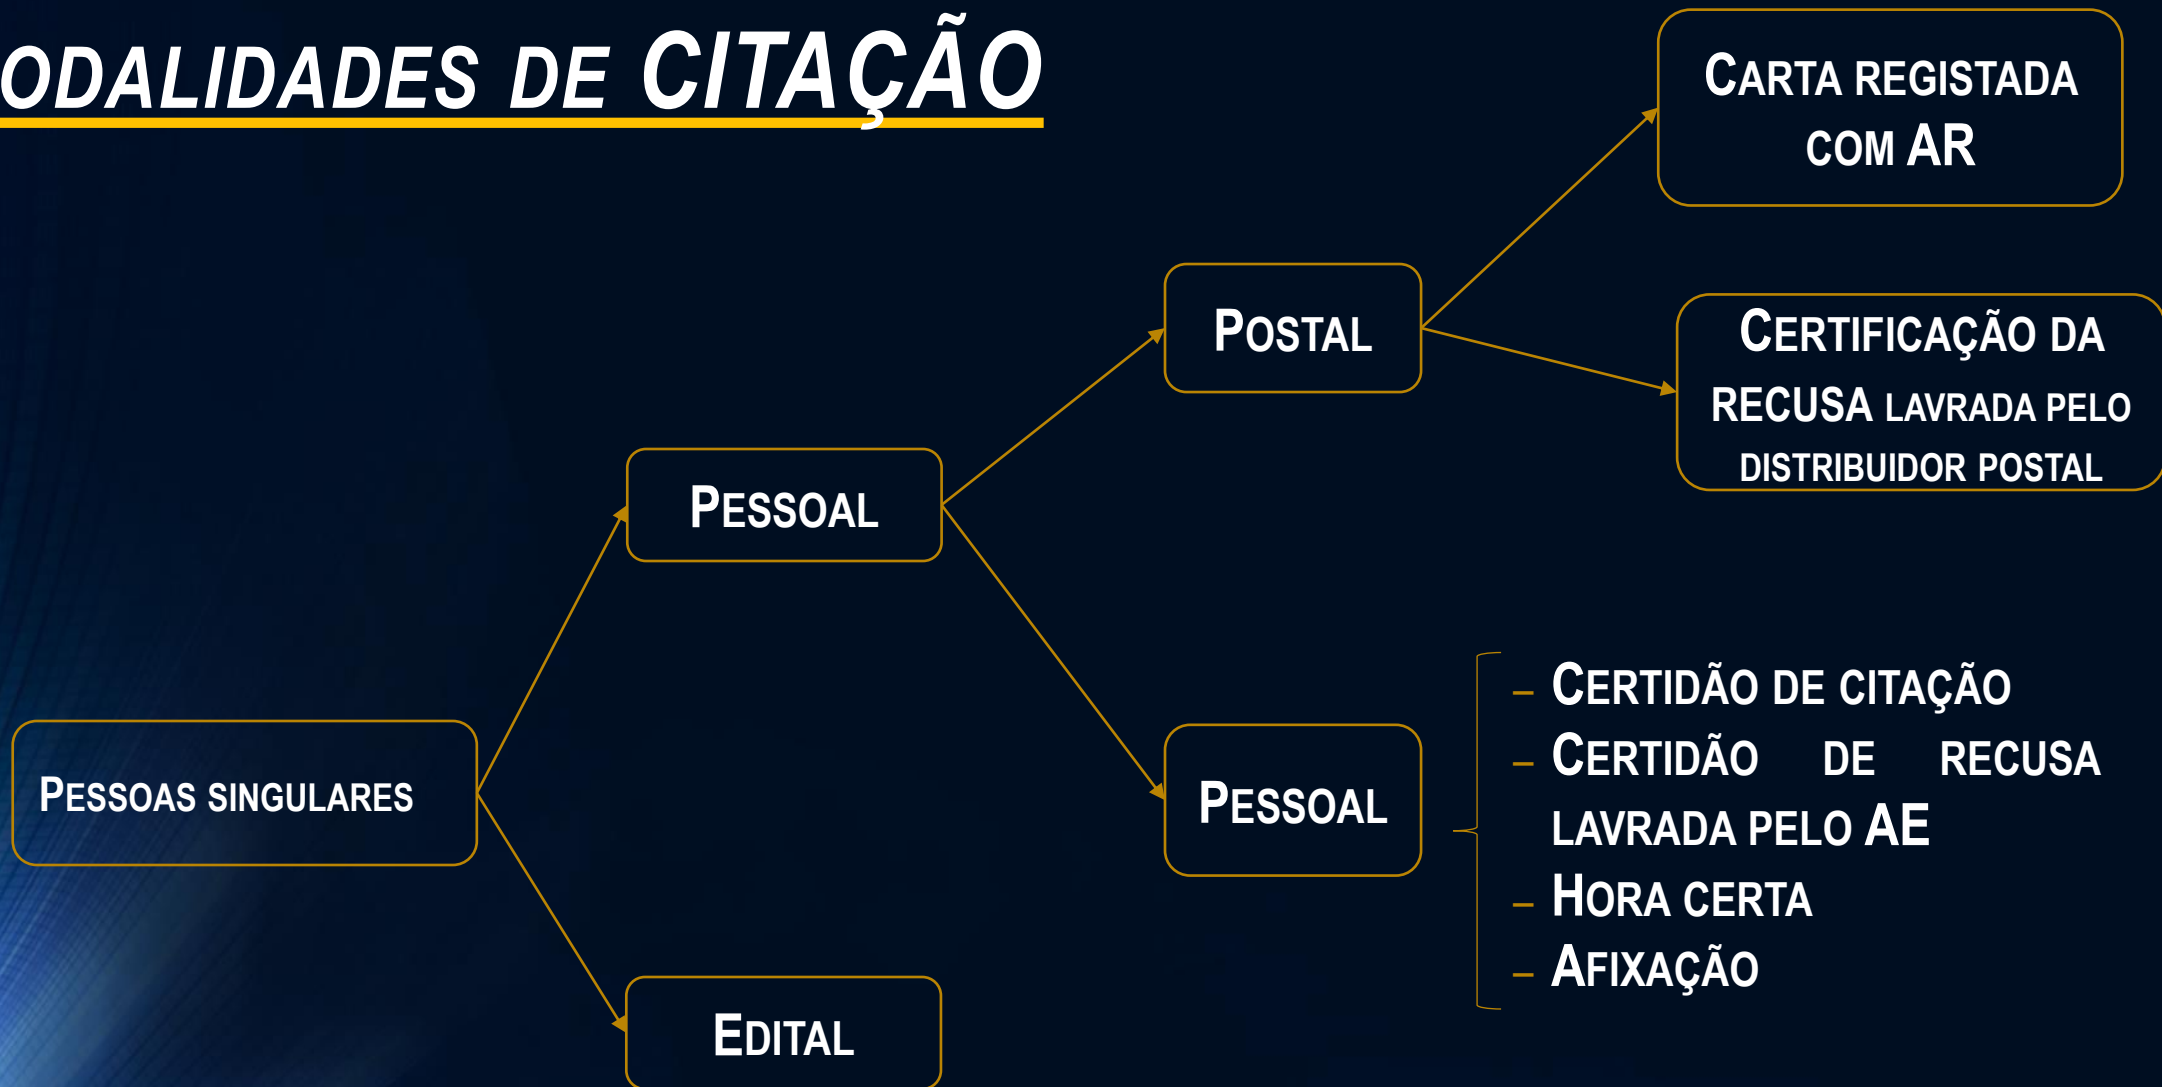 ODALIDADES DE CITAÇÃO
CARTA REGISTADA
COM AR
POSTAL
CERTIFICAÇÃO DA
RECUSA LAVRADA PELO
DISTRIBUIDOR POSTAL
PESSOAL
PESSOAS SINGULARES
PESSOAL
– CERTIDÃO DE CITAÇÃO
– CERTIDÃO DE RECUSA
LAVRADA PELO AE
– HORA CERTA
– AFIXAÇÃO
EDITAL